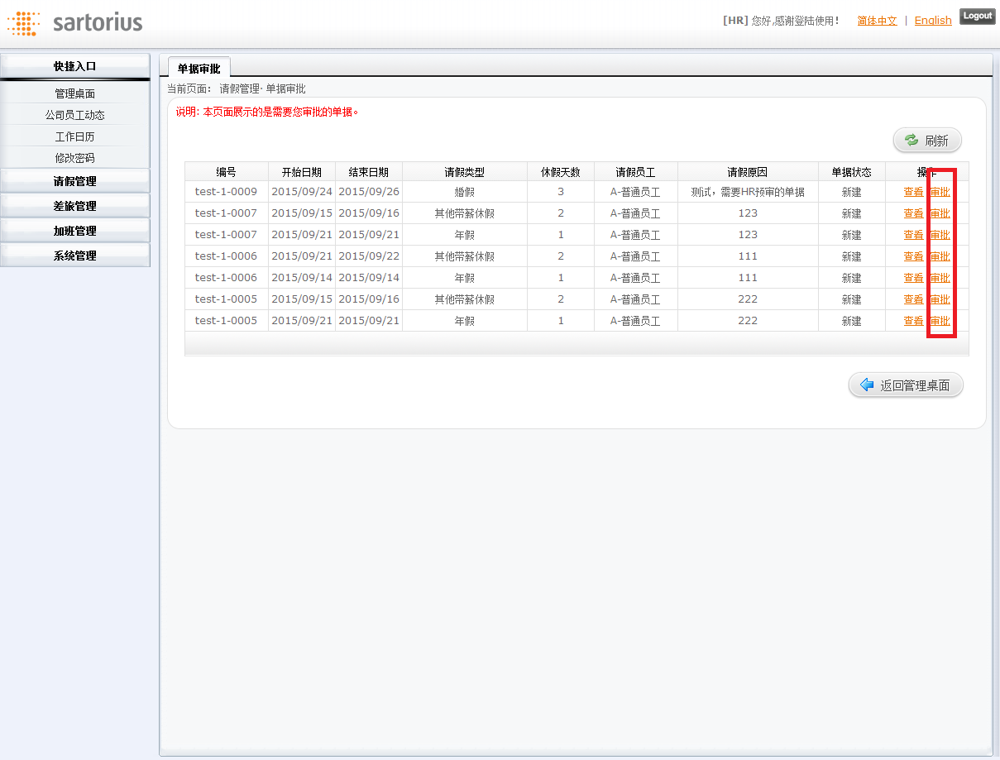 sartorius
[HR] 您好,感谢登陆使用! 简体中文 | English Logout
快捷入口
管理桌面
公司员工动态
工作日历
修改密码
请假管理
差旅管理
加班管理
系统管理
单据审批
当前页面: 请假管理· 单据审批
说明: 本页面展示的是需要您审批的单据。
刷新
编号 开始日期 结束日期 请假类型 休假天数 请假员工 请假原因 单据状态 操作
test-1-0009 2015/09/24 2015/09/26 婚假 3 A-普通员工 测试，需要HR预审的单据 新建 查看 审批
test-1-0007 2015/09/15 2015/09/16 其他带薪休假 2 A-普通员工 123 新建 查看 审批
test-1-0007 2015/09/21 2015/09/21 年假 1 A-普通员工 123 新建 查看 审批
test-1-0006 2015/09/21 2015/09/22 其他带薪休假 2 A-普通员工 111 新建 查看 审批
test-1-0006 2015/09/14 2015/09/14 年假 1 A-普通员工 111 新建 查看 审批
test-1-0005 2015/09/15 2015/09/16 其他带薪休假 2 A-普通员工 222 新建 查看 审批
test-1-0005 2015/09/21 2015/09/21 年假 1 A-普通员工 222 新建 查看 审批
返回管理桌面